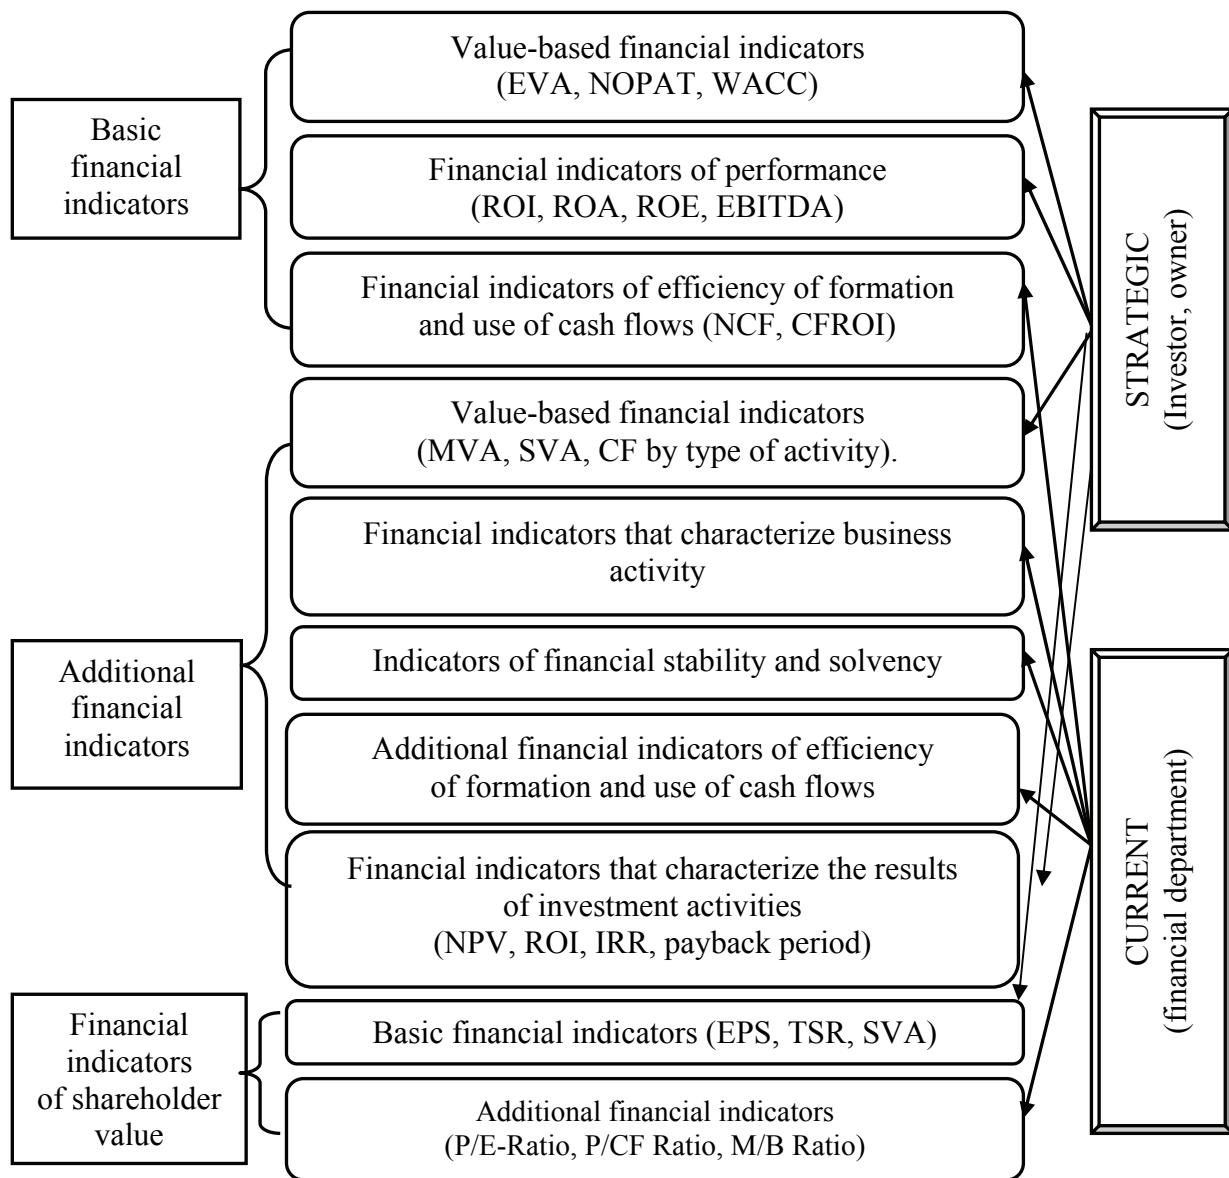 Basic
financial
indicators
Value-based financial indicators
(EVA, NOPAT, WACC)
Financial indicators of performance
(ROI, ROA, ROE, EBITDA)
Financial indicators of efficiency of formation
and use of cash flows (NCF, CFROI)
Additional
financial
indicators
Value-based financial indicators
(MVA, SVA, CF by type of activity).
Financial indicators that characterize business
activity
Indicators of financial stability and solvency
Additional financial indicators of efficiency
of formation and use of cash flows
Financial indicators that characterize the results
of investment activities
(NPV, ROI, IRR, payback period)
Financial
indicators
of shareholder
value
Basic financial indicators (EPS, TSR, SVA)
Additional financial indicators
(P/E-Ratio, P/CF Ratio, M/B Ratio)
STRATEGIC
(Investor, owner)
CURRENT
(financial department)